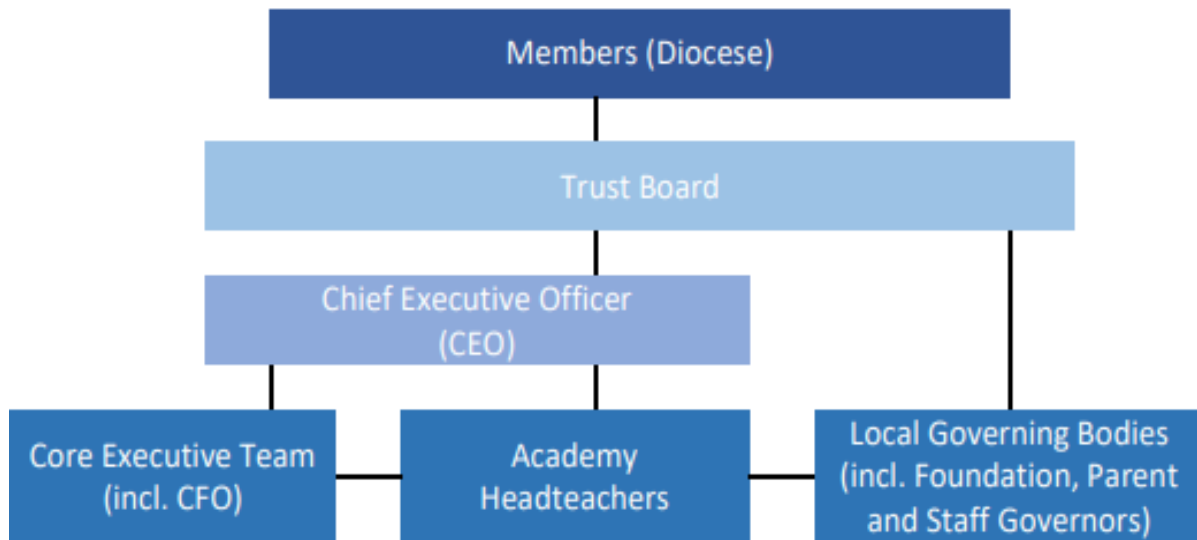 Members (Diocese)
Trust Board
Chief Executive Officer
(CEO)
Core Executive Team
(incl. CFO)
Academy
Headteachers
Local Governing Bodies
(incl. Foundation, Parent
and Staff Governors)